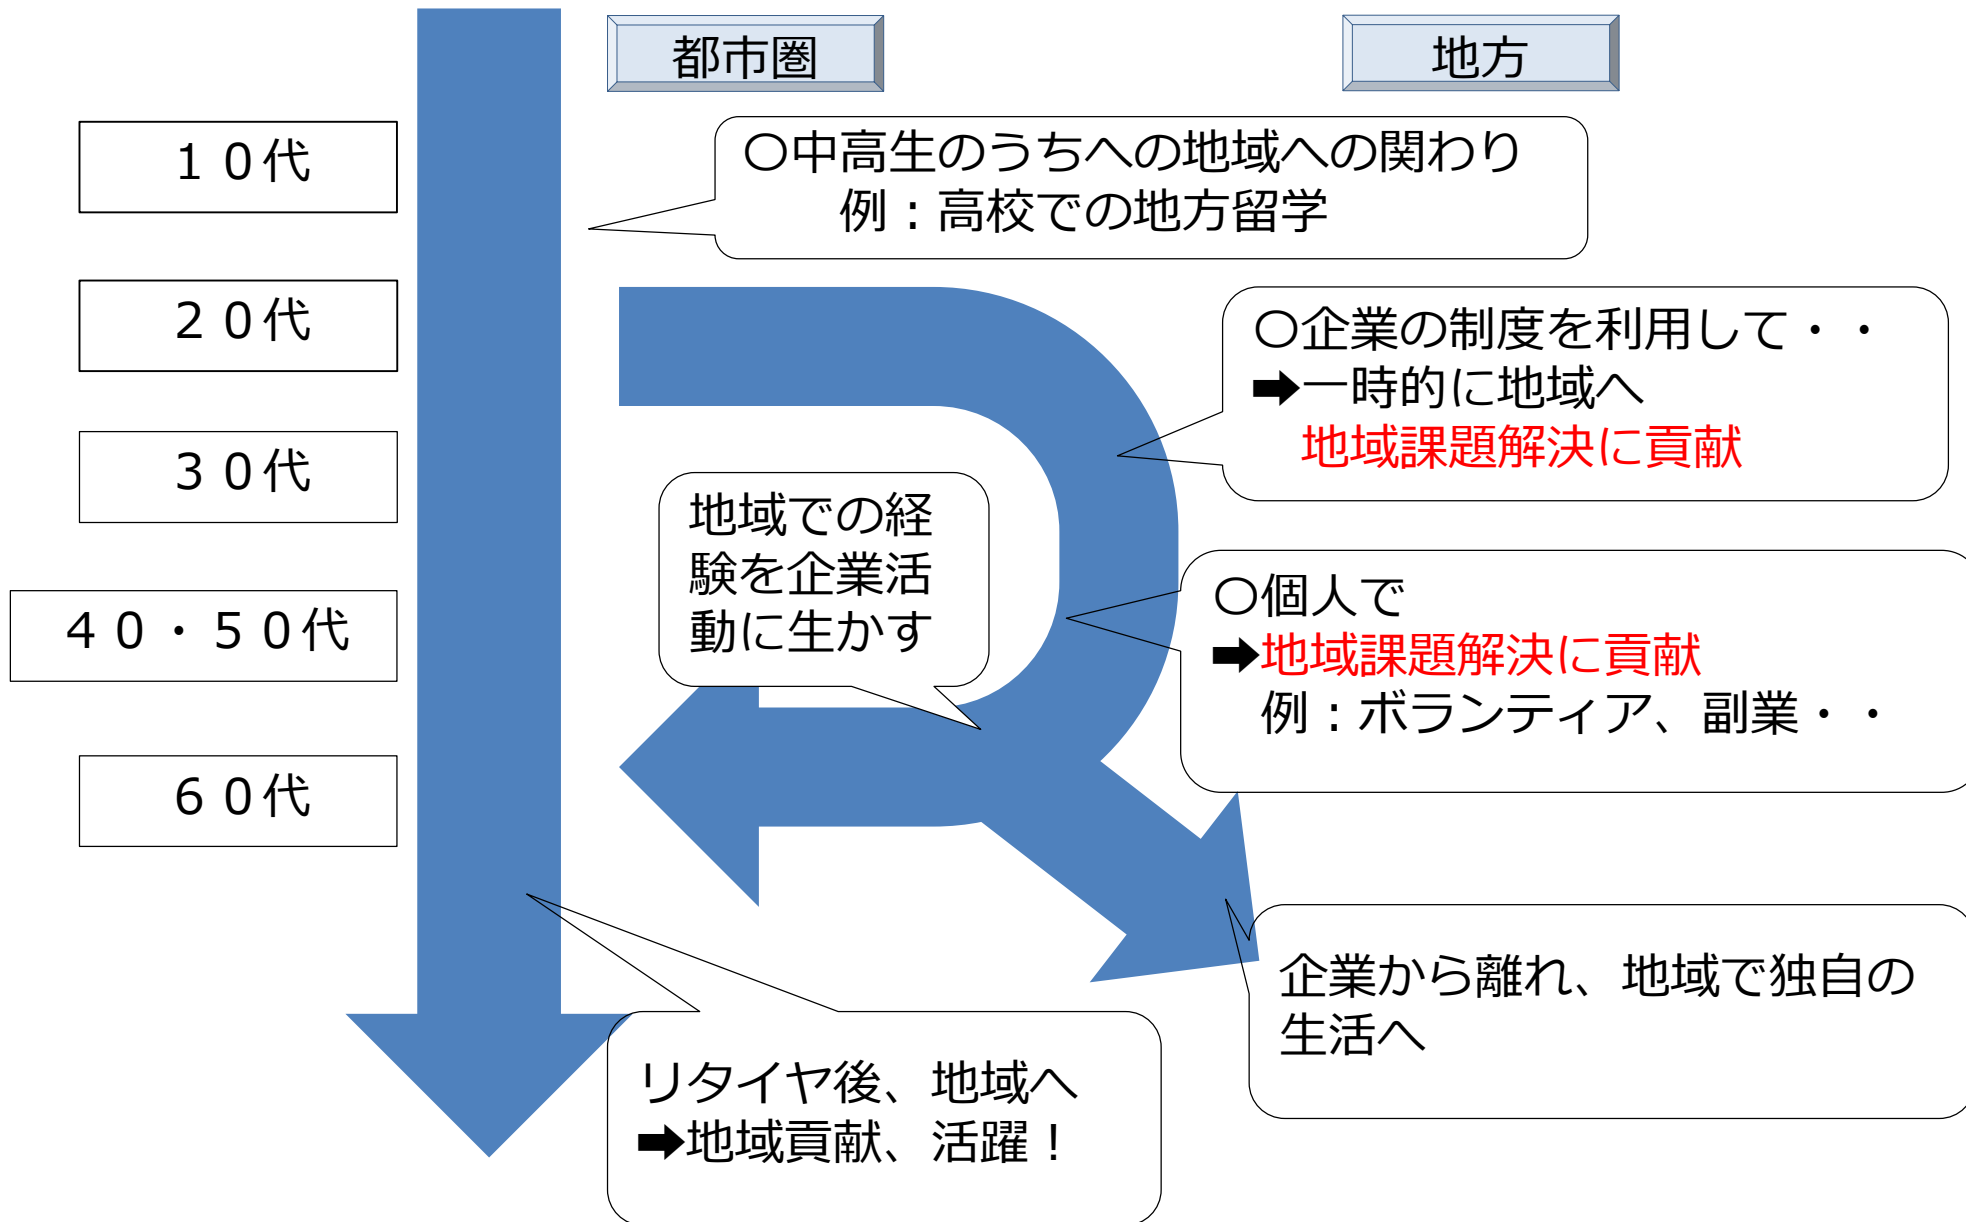 都市圏
地方
１０代
〇中高生のうちへの地域への関わり
例：高校での地方留学
２０代
〇企業の制度を利用して・・
➡一時的に地域へ
地域課題解決に貢献
３０代
地域での経
験を企業活
動に生かす
４０・５０代
〇個人で
➡地域課題解決に貢献
例：ボランティア、副業・・
６０代
企業から離れ、地域で独自の
生活へ
リタイヤ後、地域へ
➡地域貢献、活躍！